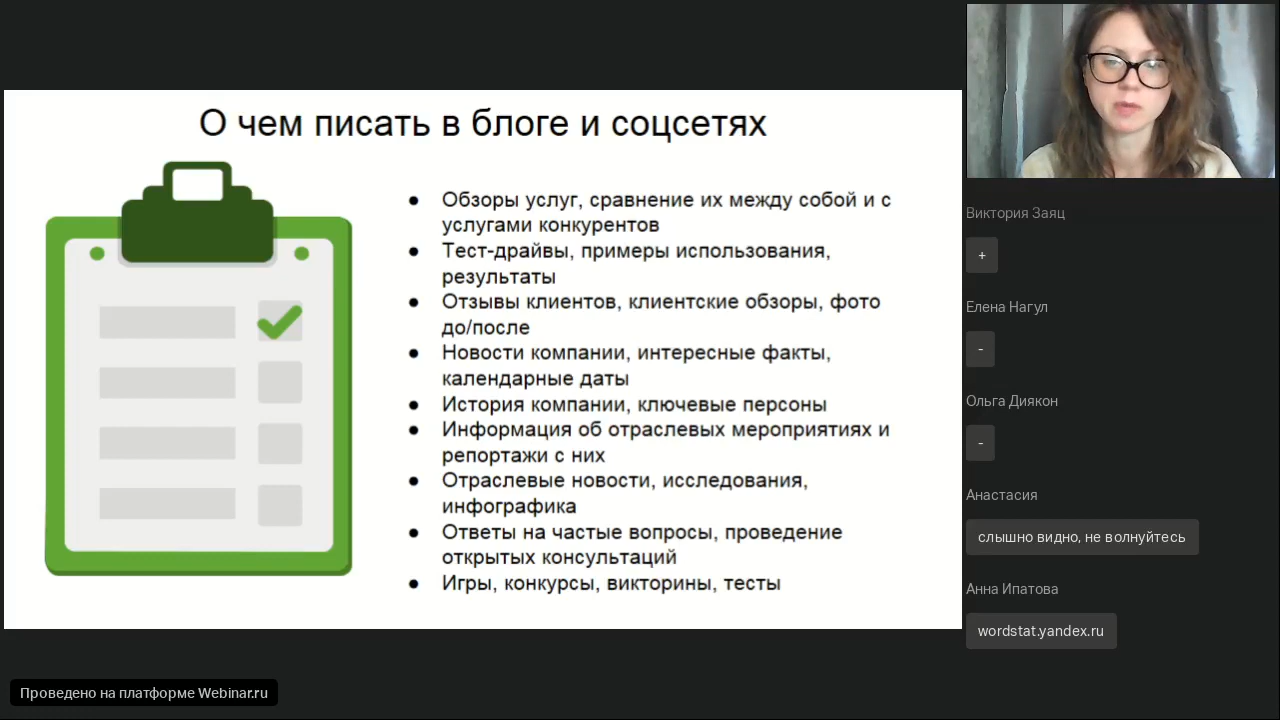 О чем писать в блоге и соцсетях
● Обзоры услуг, сравнение их между собой и с
услугами конкурентов
● Тест-драйвы, примеры использования,
результаты
● Отзывы клиентов, клиентские обзоры, фото
до/после
● Новости компании, интересные факты,
календарные даты
● История компании, ключевые персоны
● Информация об отраслевых мероприятиях и
репортажи с них
● Отраслевые новости, исследования,
инфографика
● Ответы на частые вопросы, проведение
открытых консультаций
● Игры, конкурсы, викторины, тесты
Виктория Заяц
+
Елена Нагул
-
Ольга Диякон
-
Анастасия
слышно видно, не волнуйтесь
Анна Ипатова
wordstat.yandex.ru
Проведено на платформе Webinar.ru